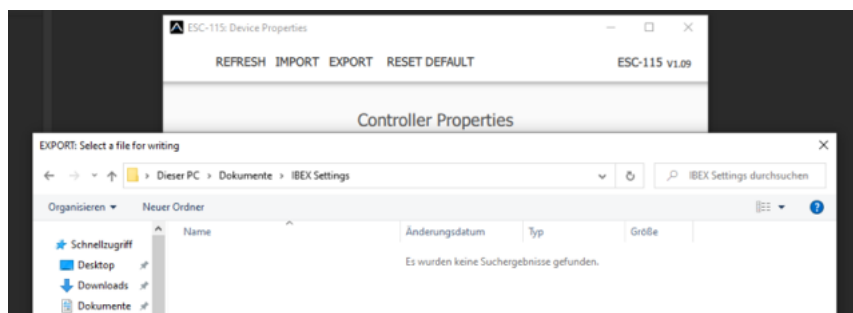 ESC-115: Device Properties
REFRESH IMPORT EXPORT RESET DEFAULT ESC-115 V1.09
Controller Properties
EXPORT: Select a file for writing
Dieser PC › Dokumente › IBEX Settings IBEX Settings durchsuchen
Organisieren Neuer Ordner
Name Änderungsdatum Typ Größe
Schnellzugriff
Es wurden keine Suchergebnisse gefunden.
Desktop
Downloads
Dokumente